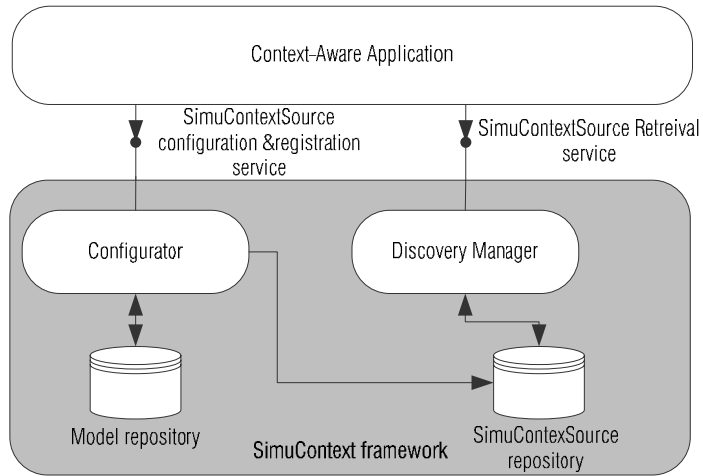 Context-Aware Application
SimuContextSource
configuration &registration
service
SimuContextSource Retreival
service
Configurator
Discovery Manager
Model repository
SimuContexSource
repository
SimuContext framework